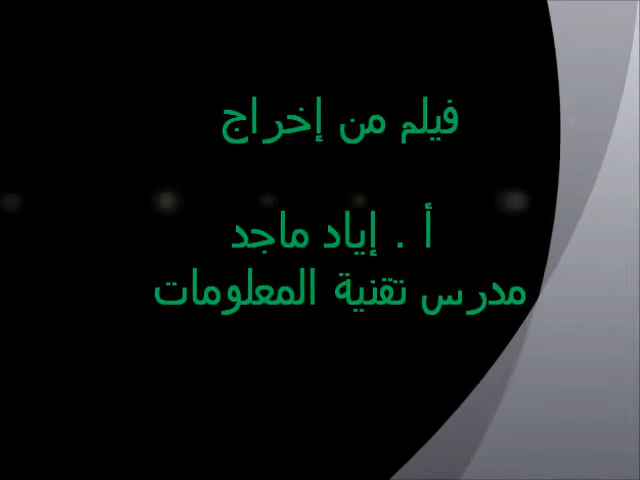 فيلم من إخراج
أ . إياد ماجد
مدرس تقنية المعلومات